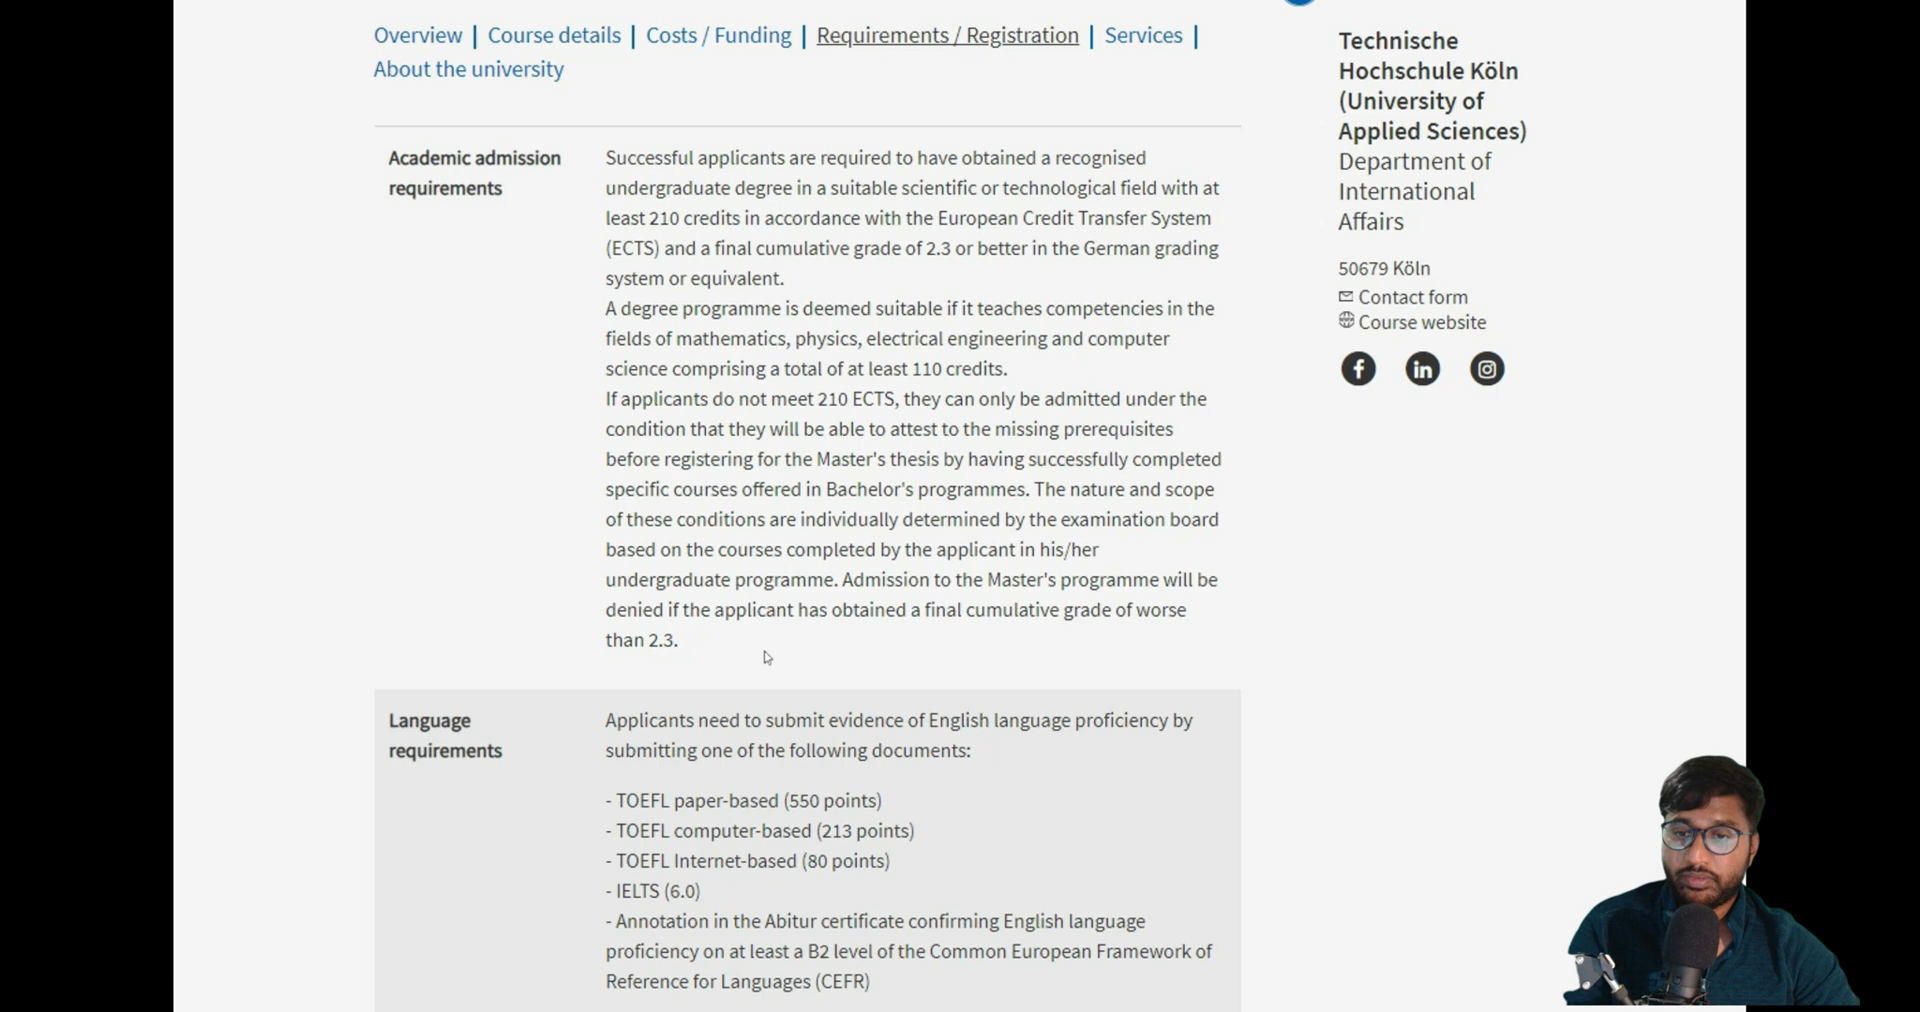 Overview | Course details | Costs / Funding | Requirements / Registration | Services |
About the university
Academic admission
requirements
Successful applicants are required to have obtained a recognised
undergraduate degree in a suitable scientific or technological field with at
least 210 credits in accordance with the European Credit Transfer System
(ECTS) and a final cumulative grade of 2.3 or better in the German grading
system or equivalent.
A degree programme is deemed suitable if it teaches competencies in the
fields of mathematics, physics, electrical engineering and computer
science comprising a total of at least 110 credits.
If applicants do not meet 210 ECTS, they can only be admitted under the
condition that they will be able to attest to the missing prerequisites
before registering for the Master's thesis by having successfully completed
specific courses offered in Bachelor's programmes. The nature and scope
of these conditions are individually determined by the examination board
based on the courses completed by the applicant in his/her
undergraduate programme. Admission to the Master's programme will be
denied if the applicant has obtained a final cumulative grade of worse
than 2.3.
Language
requirements
Applicants need to submit evidence of English language proficiency by
submitting one of the following documents:
- TOEFL paper-based (550 points)
- TOEFL computer-based (213 points)
- TOEFL Internet-based (80 points)
- IELTS (6.0)
- Annotation in the Abitur certificate confirming English language
proficiency on at least a B2 level of the Common European Framework of
Reference for Languages (CEFR)
Technische
Hochschule Köln
(University of
Applied Sciences)
Department of
International
Affairs
50679 Köln
Contact form
Course website